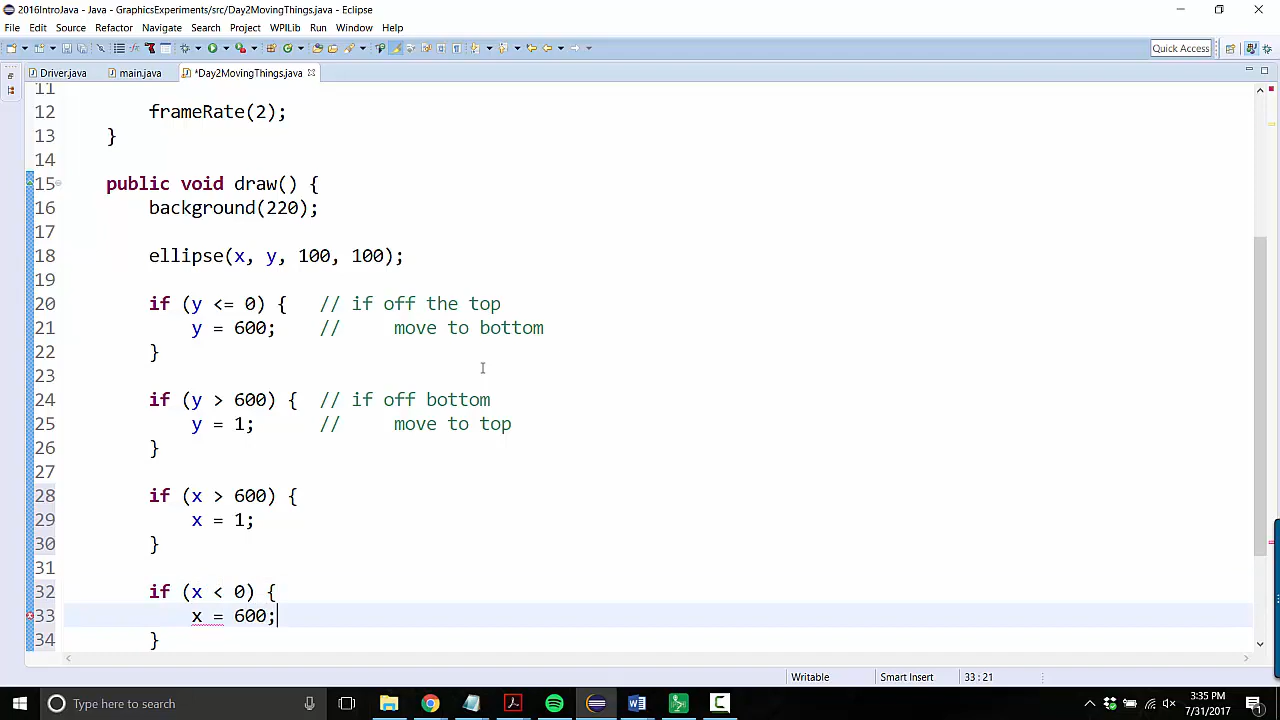 2016IntroJava - Java - GraphicsExperiments/src/Day2MovingThings.java - Eclipse
File Edit Source Refactor Navigate Search Project WPILib Run Window Help
Quick Access
Driver.java main.java *Day2MovingThings.java
11
12 frameRate(2);
13 }
14
15 public void draw() {
16 background(220);
17
18 ellipse(x, y, 100, 100);
19
20 if (y <= 0) { // if off the top
21 y = 600; // move to bottom
22 }
23
24 if (y > 600) { // if off bottom
25 y = 1; // move to top
26 }
27
28 if (x > 600) {
29 x = 1;
30 }
31
32 if (x < 0) {
33 x = 600;
34 }
Writable Smart Insert 33 : 21
Type here to search
3:35 PM
7/31/2017